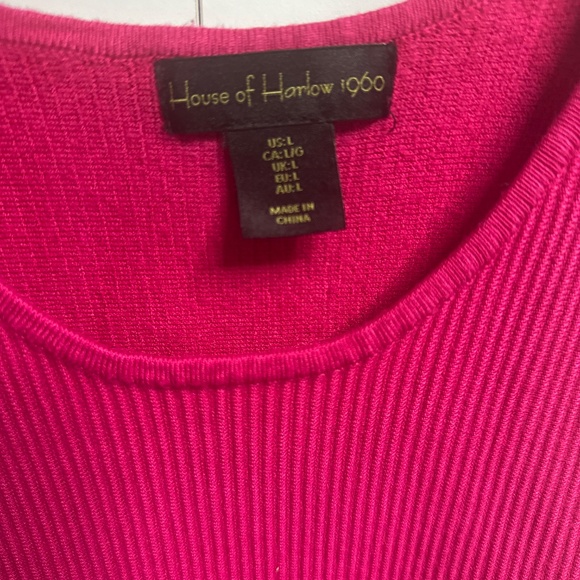 House of Harlow 1960
US:L
CA:L/G
UK:L
EU:L
AU:L
MADE IN
CHINA